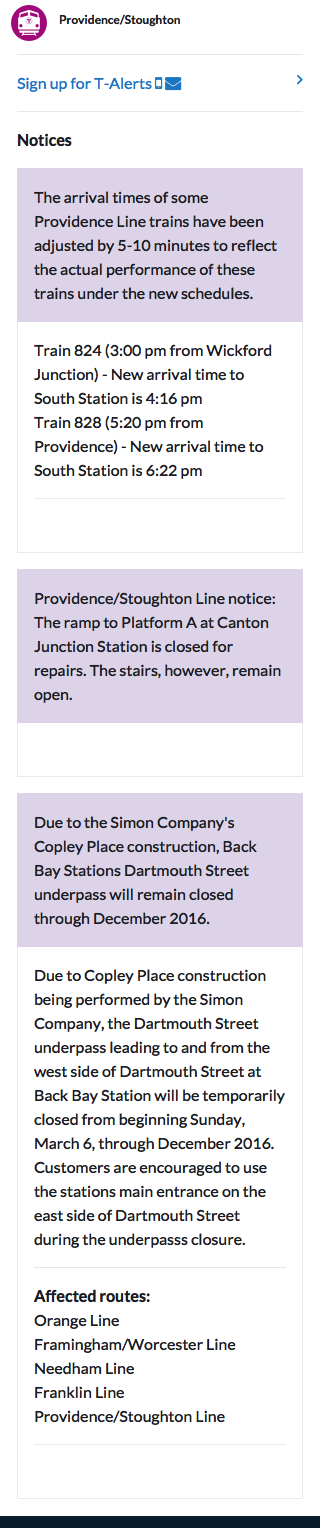 Providence/Stoughton
Sign up for T-Alerts
Notices
The arrival times of some
Providence Line trains have been
adjusted by 5-10 minutes to reflect
the actual performance of these
trains under the new schedules.
Train 824 (3:00 pm from Wickford
Junction) - New arrival time to
South Station is 4:16 pm
Train 828 (5:20 pm from
Providence) - New arrival time to
South Station is 6:22 pm
Providence/Stoughton Line notice:
The ramp to Platform A at Canton
Junction Station is closed for
repairs. The stairs, however, remain
open.
Due to the Simon Company's
Copley Place construction, Back
Bay Stations Dartmouth Street
underpass will remain closed
through December 2016.
Due to Copley Place construction
being performed by the Simon
Company, the Dartmouth Street
underpass leading to and from the
west side of Dartmouth Street at
Back Bay Station will be temporarily
closed from beginning Sunday,
March 6, through December 2016.
Customers are encouraged to use
the stations main entrance on the
east side of Dartmouth Street
during the underpasss closure.
Affected routes:
Orange Line
Framingham/Worcester Line
Needham Line
Franklin Line
Providence/Stoughton Line